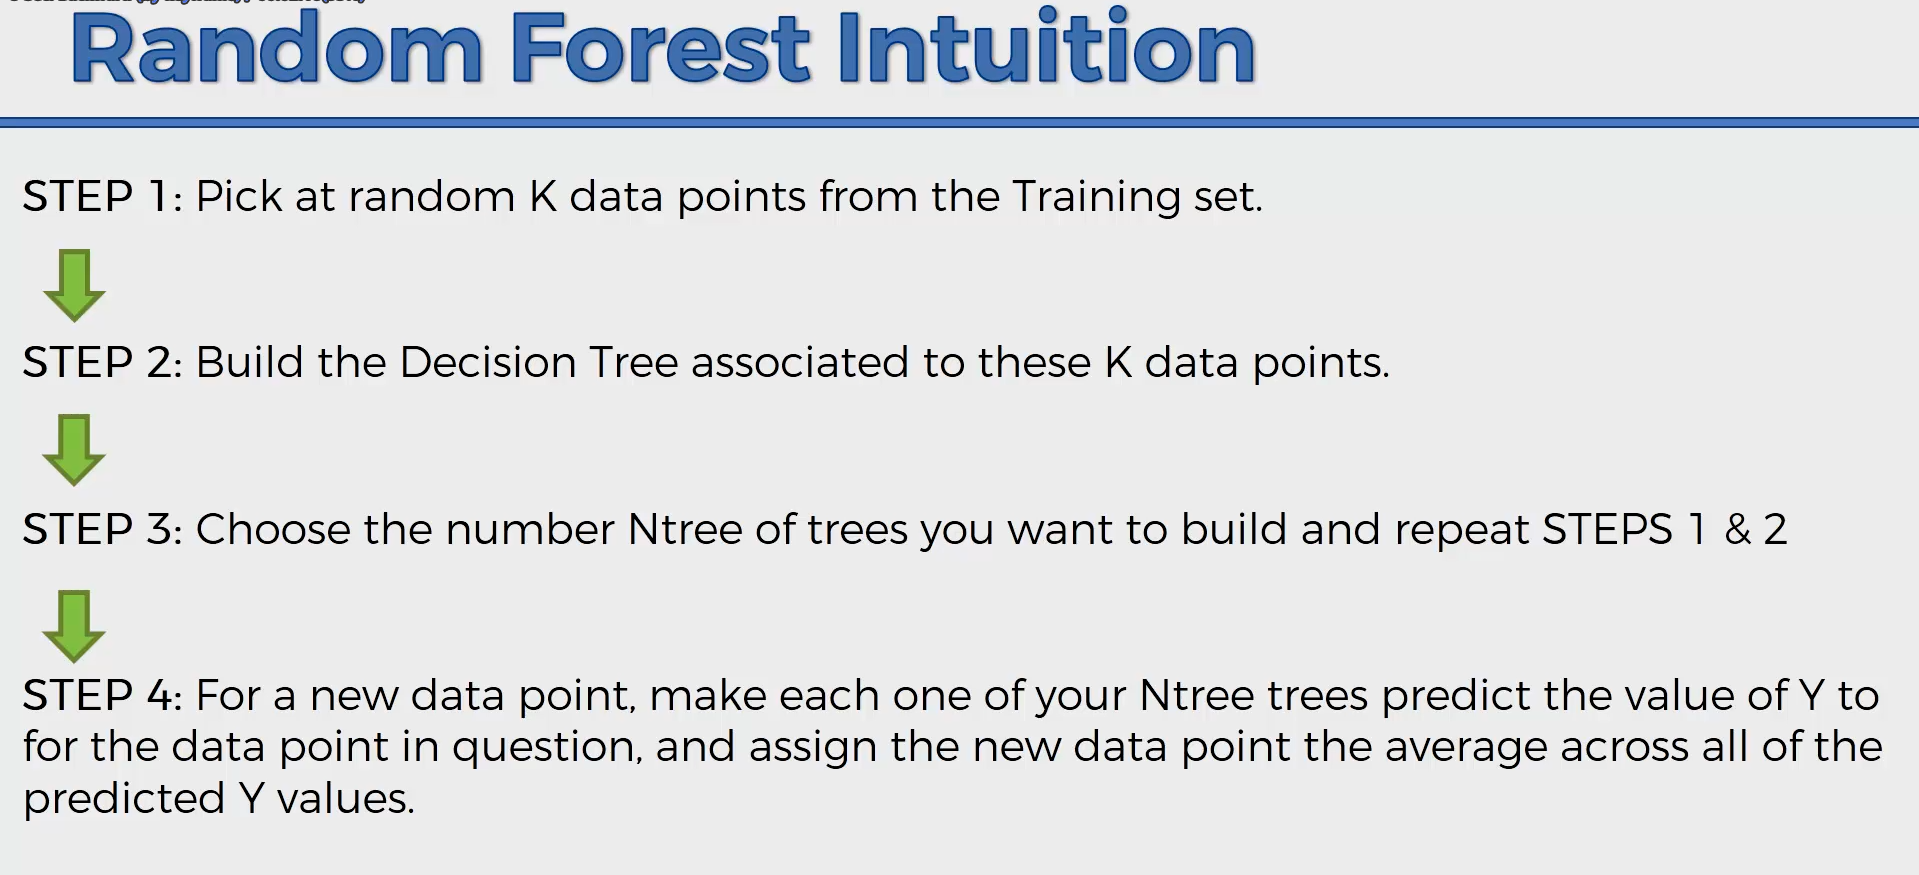 Random Forest Intuition
STEP 1: Pick at random K data points from the Training set.
STEP 2: Build the Decision Tree associated to these K data points.
STEP 3: Choose the number Ntree of trees you want to build and repeat STEPS 1 & 2
STEP 4: For a new data point, make each one of your Ntree trees predict the value of Y to
for the data point in question, and assign the new data point the average across all of the
predicted Y values.